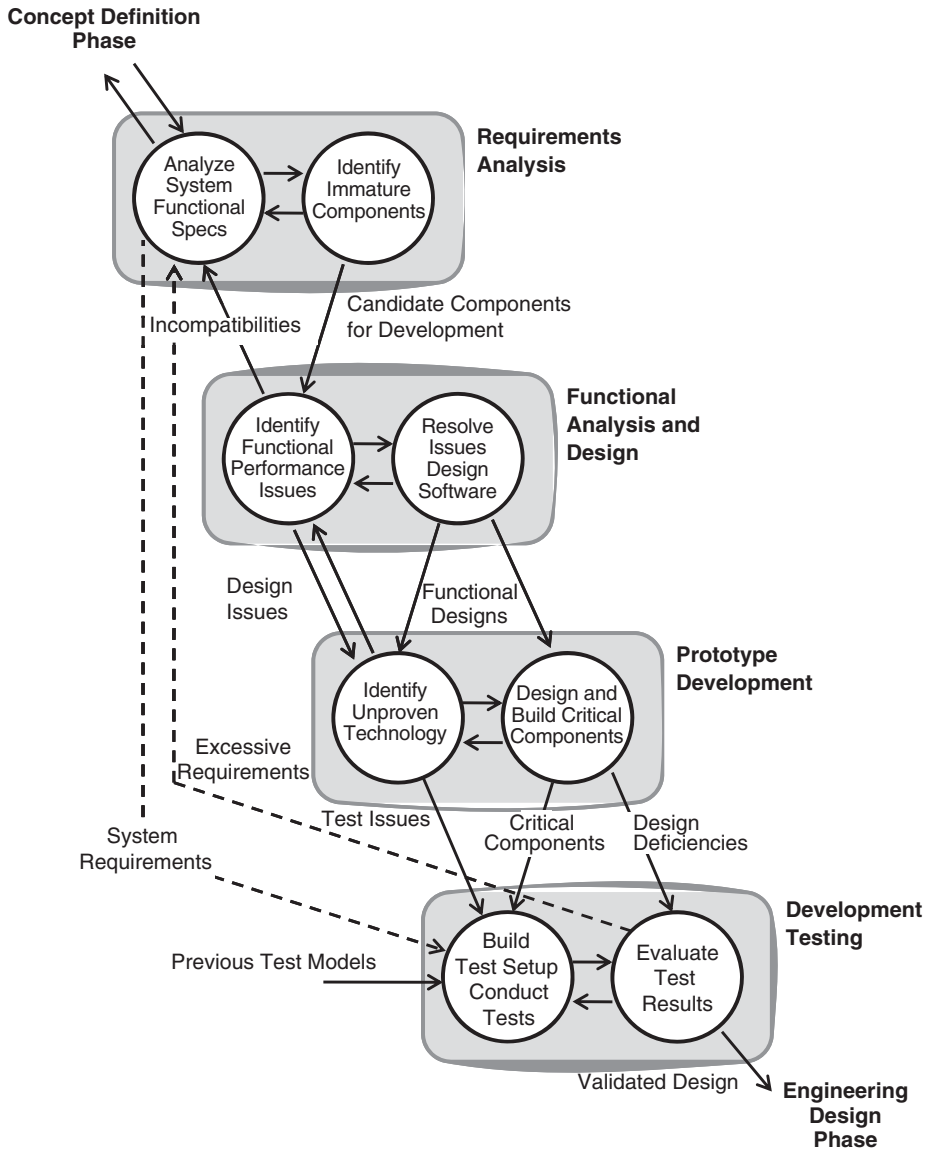 Concept Definition
Phase
Requirements
Analysis
Analyze
System
Functional
Specs
Identify
Immature
Components
Candidate Components
for Development
Incompatibilities
Functional
Analysis and
Design
Identify
Functional
Performance
Issues
Resolve
Issues
Design
Software
Design
Issues
Functional
Designs
Prototype
Development
Identify
Unproven
Technology
Design and
Build Critical
Components
Excessive
Requirements
Test Issues
Critical
Components
Design
Deficiencies
System
Requirements
Development
Testing
Previous Test Models
Build
Test Setup
Conduct
Tests
Evaluate
Test
Results
Validated Design
Engineering
Design
Phase